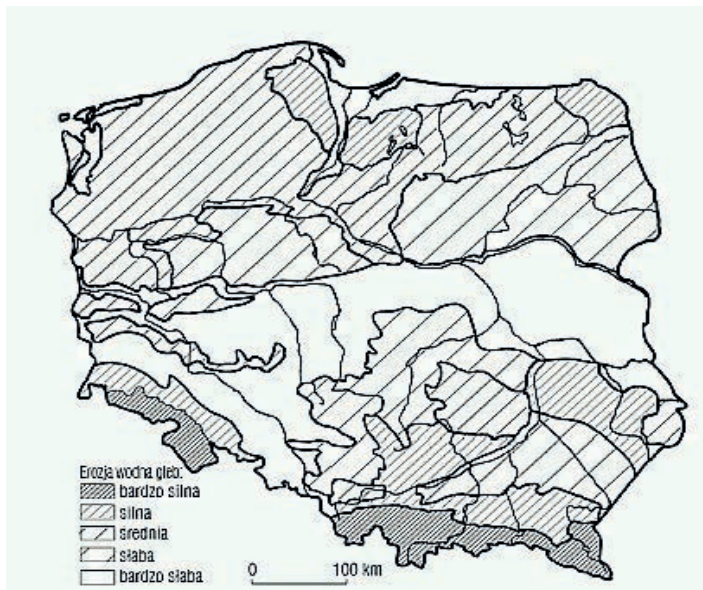 Erozja wodna gleb:
bardzo silna
silna
średnia
słaba
bardzo słaba
0 100 km